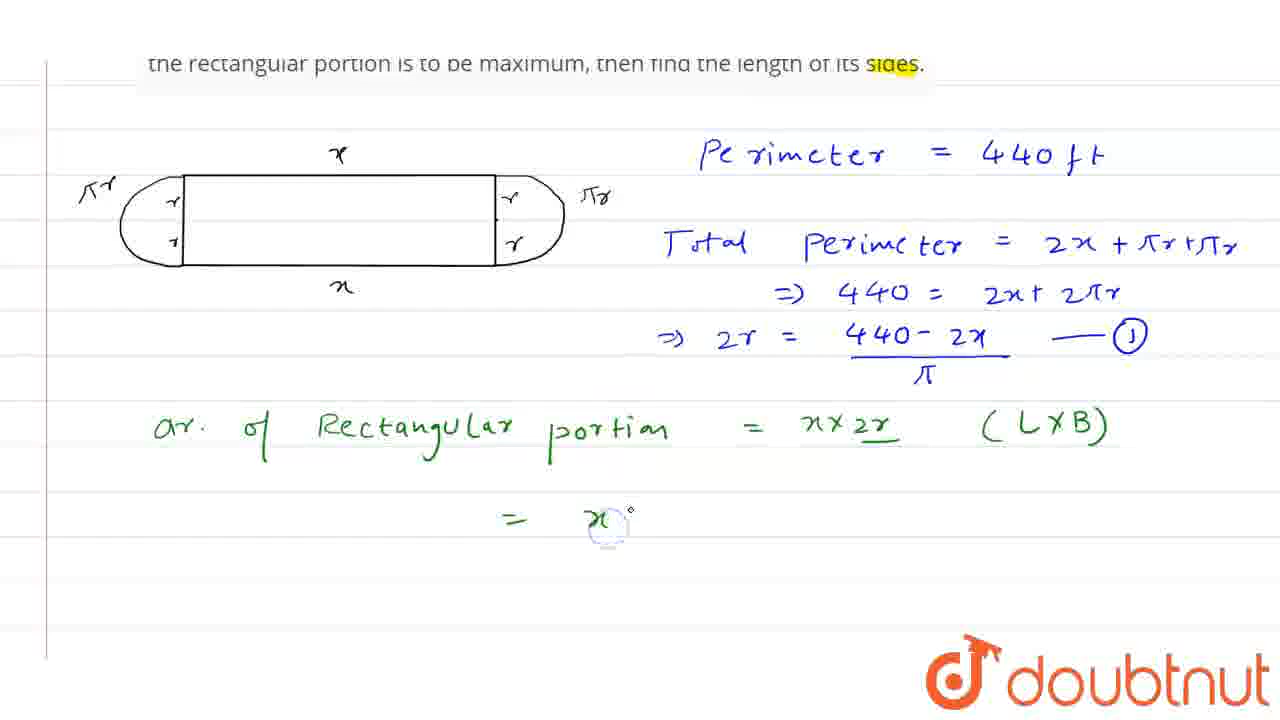 the rectangular portion is to be maximum, then find the length of its sides.
x
πr
r
r
πr
r
r
x
Perimeter = 440 ft
Total perimeter = 2x + πr + πr
⇒ 440 = 2x + 2πr
⇒ 2r = (440 - 2x)/π — ①
ar. of Rectangular portion = x × 2r (L × B)
= x
doubtnut